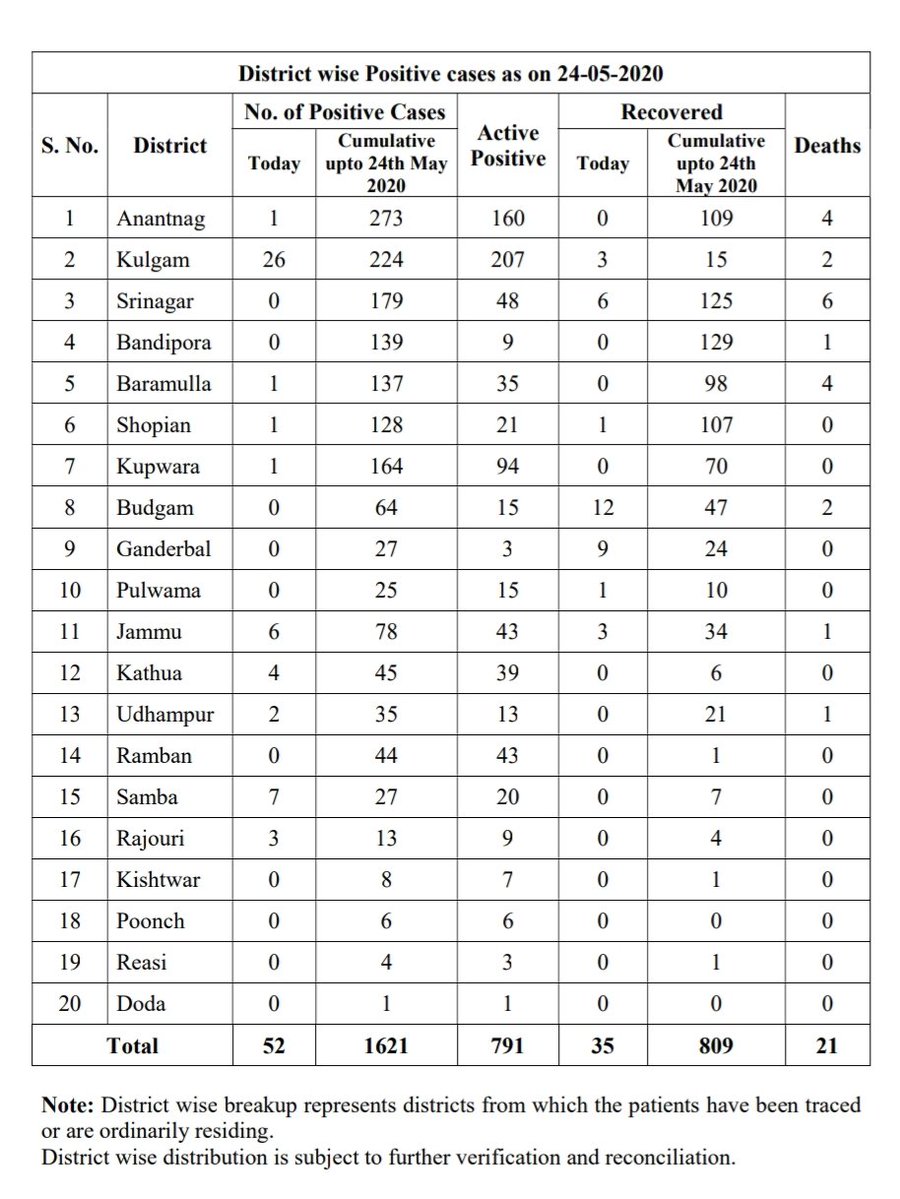 District wise Positive cases as on 24-05-2020
S. No. District No. of Positive Cases Active Positive Recovered Deaths
Today Cumulative upto 24th May 2020 Today Cumulative upto 24th May 2020
1 Anantnag 1 273 160 0 109 4
2 Kulgam 26 224 207 3 15 2
3 Srinagar 0 179 48 6 125 6
4 Bandipora 0 139 9 0 129 1
5 Baramulla 1 137 35 0 98 4
6 Shopian 1 128 21 1 107 0
7 Kupwara 1 164 94 0 70 0
8 Budgam 0 64 15 12 47 2
9 Ganderbal 0 27 3 9 24 0
10 Pulwama 0 25 15 1 10 0
11 Jammu 6 78 43 3 34 1
12 Kathua 4 45 39 0 6 0
13 Udhampur 2 35 13 0 21 1
14 Ramban 0 44 43 0 1 0
15 Samba 7 27 20 0 7 0
16 Rajouri 3 13 9 0 4 0
17 Kishtwar 0 8 7 0 1 0
18 Poonch 0 6 6 0 0 0
19 Reasi 0 4 3 0 1 0
20 Doda 0 1 1 0 0 0
Total 52 1621 791 35 809 21
Note: District wise breakup represents districts from which the patients have been traced
or are ordinarily residing.
District wise distribution is subject to further verification and reconciliation.